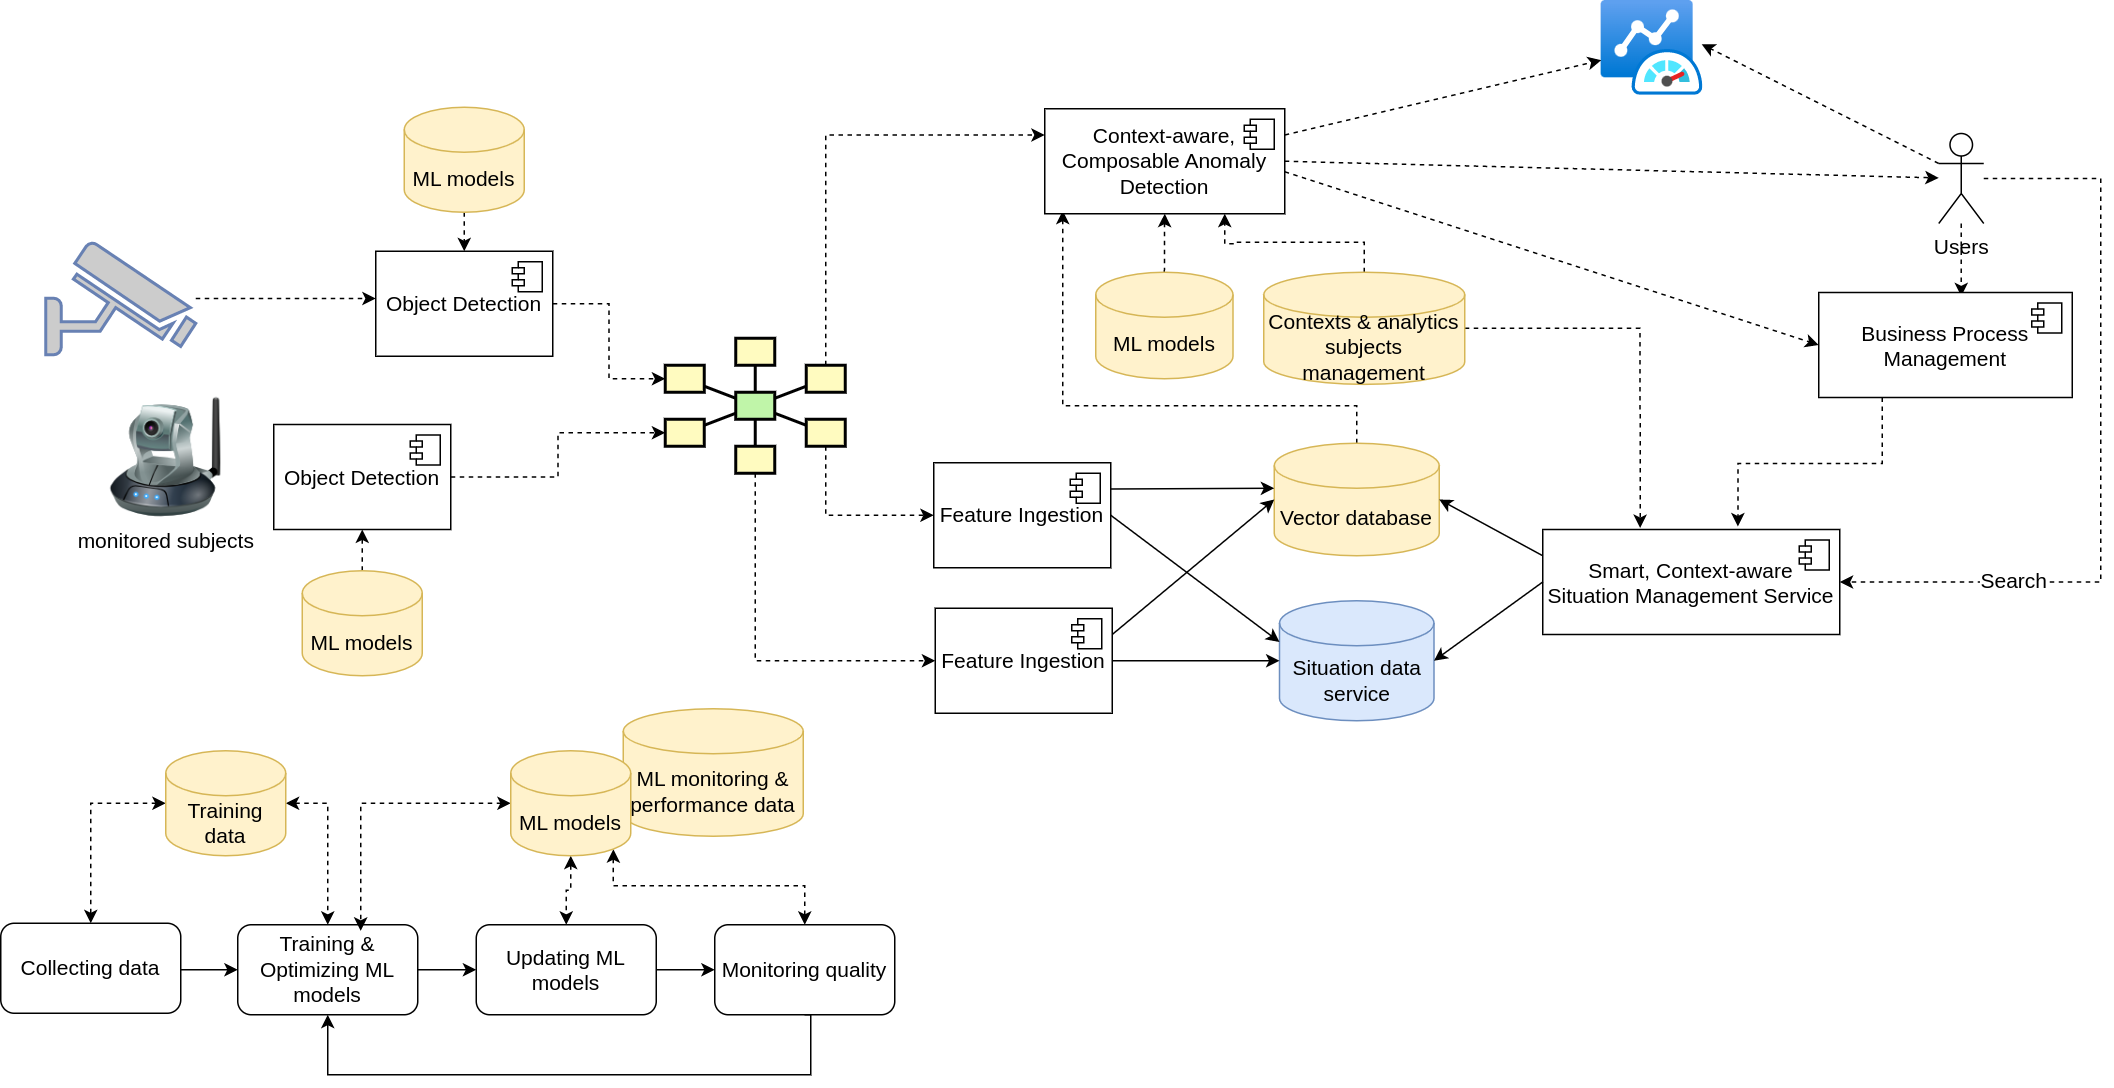 ML models
Object Detection
Object Detection
monitored subjects
ML models
Context-aware,
Composable Anomaly
Detection
ML models
Contexts & analytics
subjects
management
Users
Business Process
Management
Feature Ingestion
Vector database
Feature Ingestion
Situation data
service
Smart, Context-aware
Situation Management Service
Search
Training
data
ML models
ML monitoring &
performance data
Collecting data
Training &
Optimizing ML
models
Updating ML
models
Monitoring quality